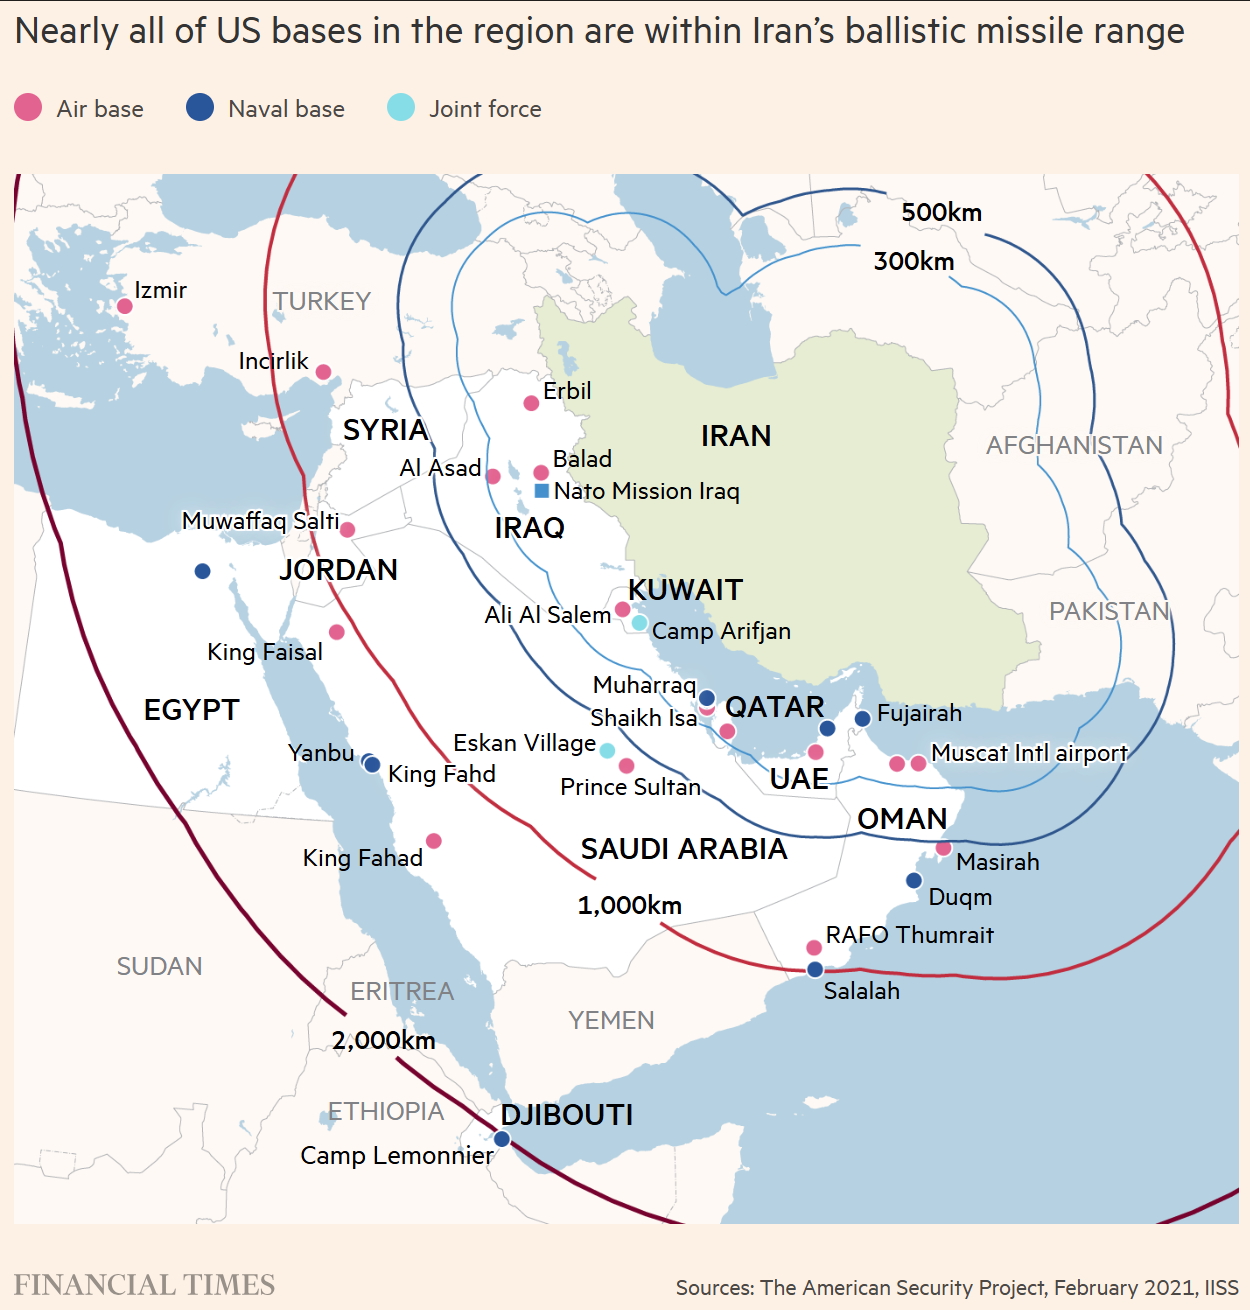 Nearly all of US bases in the region are within Iran’s ballistic missile range
Air base
Naval base
Joint force
500km
300km
Izmir
TURKEY
Incirlik
Erbil
SYRIA
IRAN
AFGHANISTAN
Al Asad
Balad
Nato Mission Iraq
Muwaffaq Salti
IRAQ
JORDAN
KUWAIT
PAKISTAN
Ali Al Salem
Camp Arifjan
King Faisal
Muharraq
EGYPT
QATAR
Shaikh Isa
Fujairah
Yanbu
Eskan Village
Muscat Intl airport
King Fahd
Prince Sultan
UAE
OMAN
King Fahad
SAUDI ARABIA
Masirah
Duqm
1,000km
RAFO Thumrait
SUDAN
ERITREA
Salalah
YEMEN
2,000km
ETHIOPIA
DJIBOUTI
Camp Lemonnier
FINANCIAL TIMES
Sources: The American Security Project, February 2021, IISS